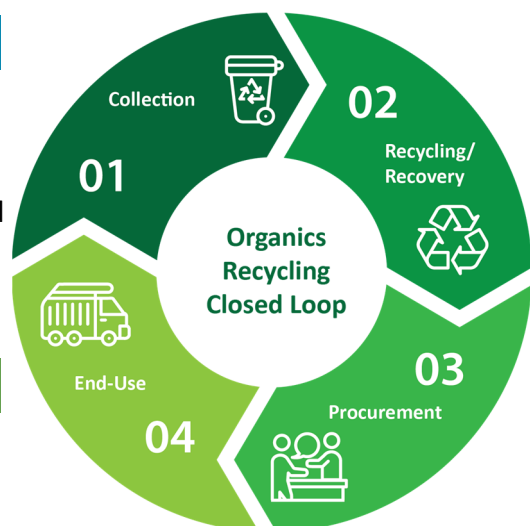 Collection
01
02
Recycling/
Recovery
Organics
Recycling
Closed Loop
03
Procurement
End-Use
04